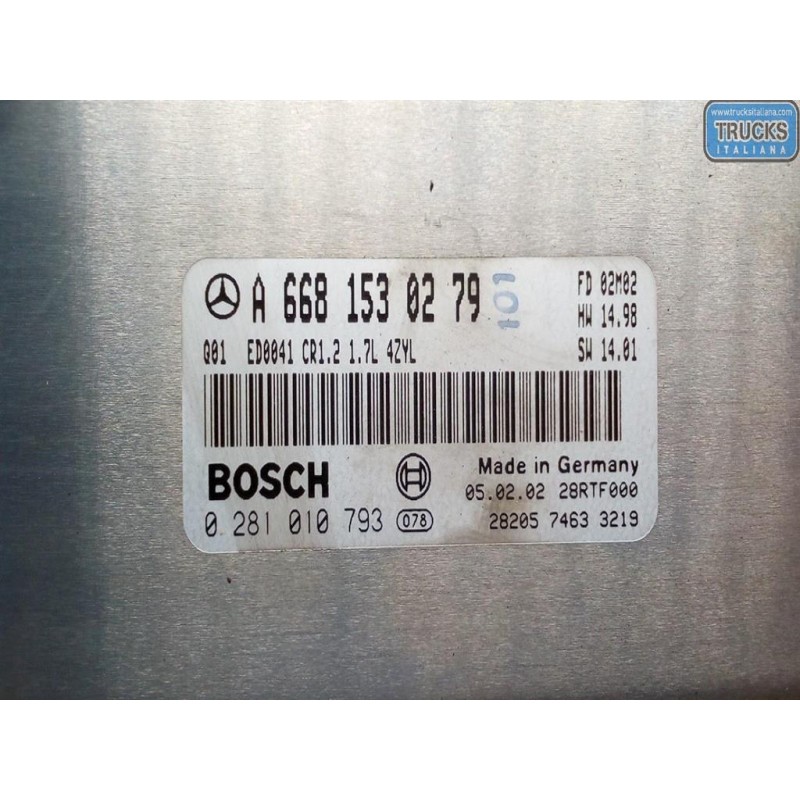 www.trucksitaliana.com
TRUCKS
ITALIANA
A 668 153 02 79 101
FD 02M02
HW 14.98
Q01 ED0041 CR1.2 1.7L 4ZYL
SW 14.01
BOSCH
Made in Germany
05.02.02 28RTF000
0 281 010 793 078
28205 7463 3219